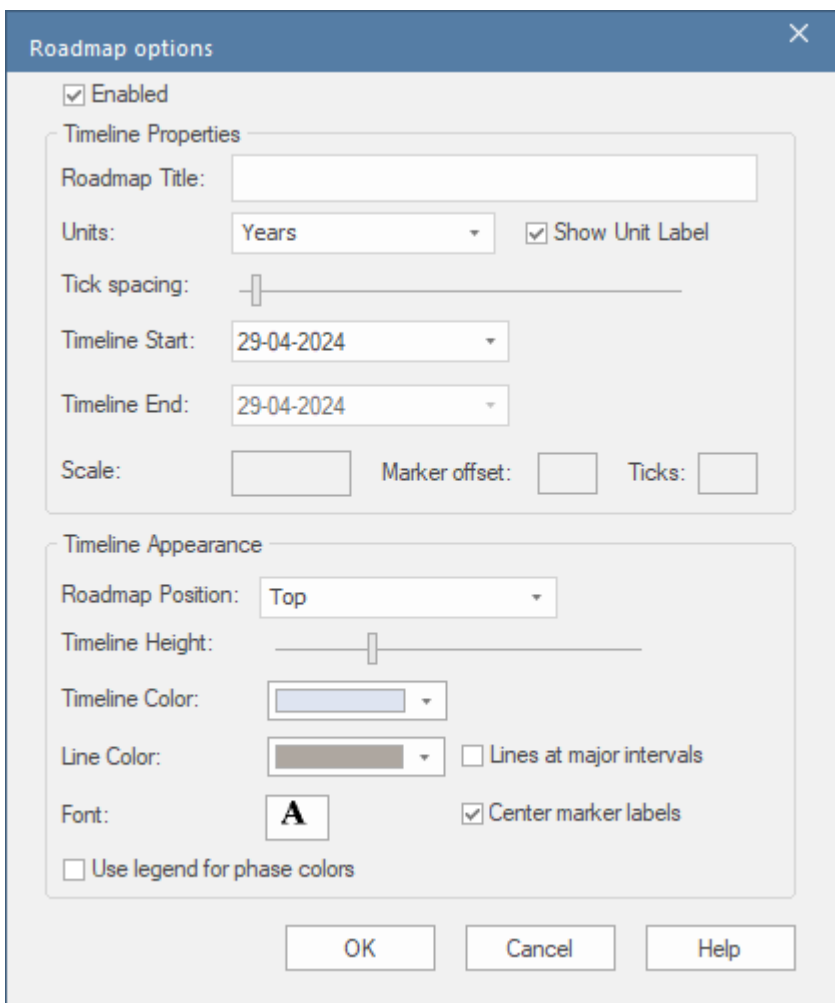 Roadmap options
Enabled
Timeline Properties
Roadmap Title:
Units: Years Show Unit Label
Tick spacing:
Timeline Start: 29-04-2024
Timeline End: 29-04-2024
Scale: Marker offset: Ticks:
Timeline Appearance
Roadmap Position: Top
Timeline Height:
Timeline Color:
Line Color: Lines at major intervals
Font: A Center marker labels
Use legend for phase colors
OK Cancel Help